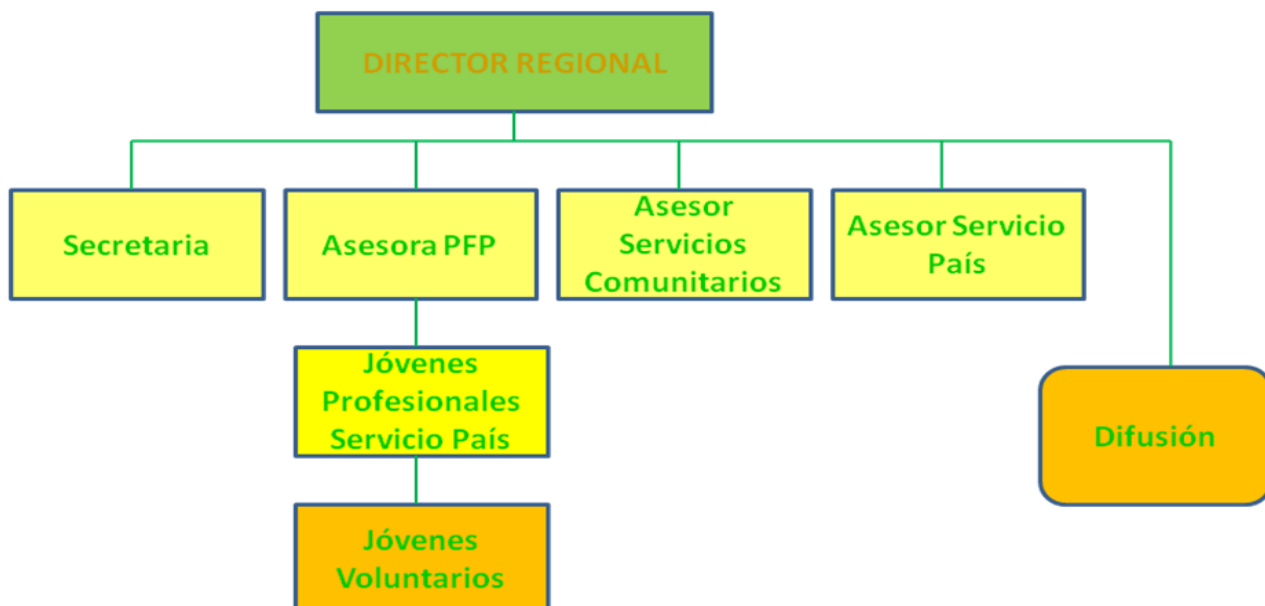 DIRECTOR REGIONAL
Secretaria
Asesora PFP
Asesor
Servicios
Comunitarios
Asesor Servicio
País
Jóvenes
Profesionales
Servicio País
Difusión
Jóvenes
Voluntarios